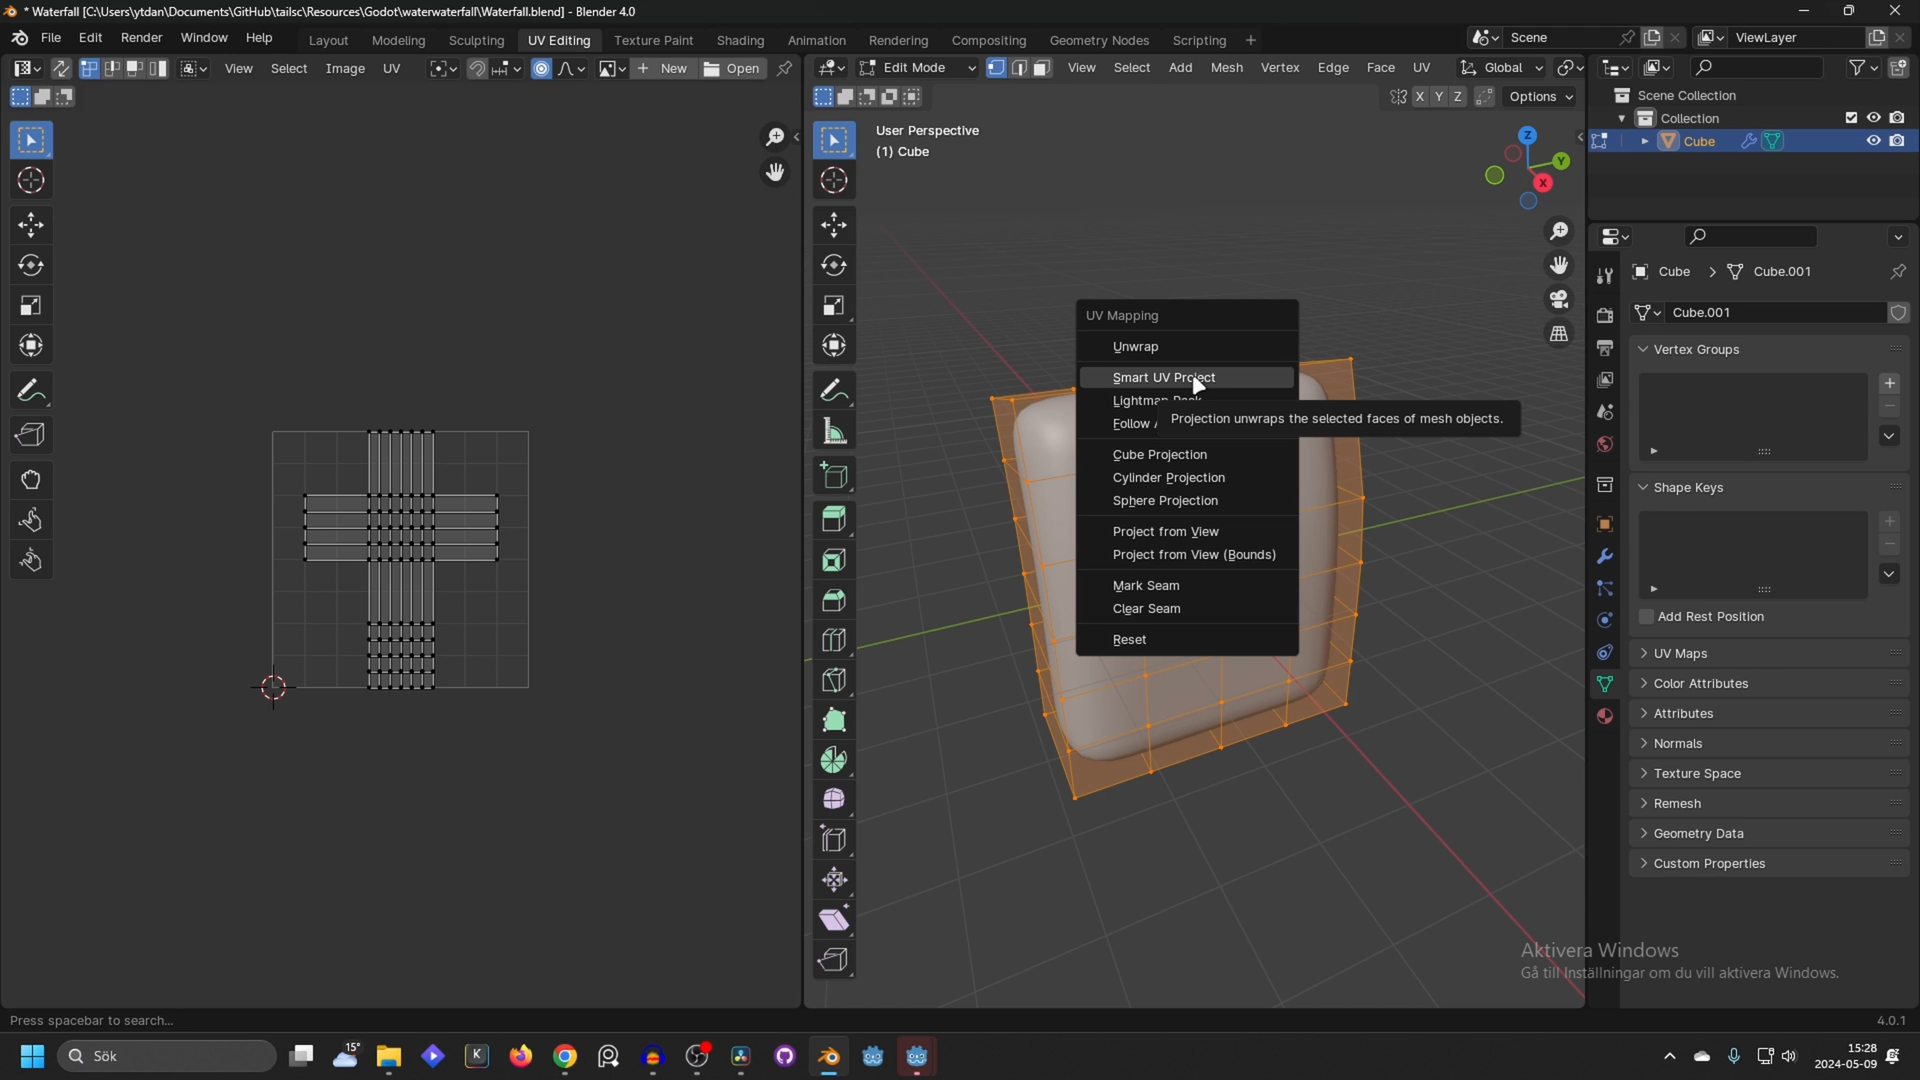 * Waterfall [C:\Users\ytdan\Documents\GitHub\tailsc\Resources\Godot\waterwaterfall\Waterfall.blend] - Blender 4.0
File Edit Render Window Help Layout Modeling Sculpting UV Editing Texture Paint Shading Animation Rendering Compositing Geometry Nodes Scripting + Scene ViewLayer
View Select Image UV New Open Edit Mode View Select Add Mesh Vertex Edge Face UV Global
X Y Z Options
Scene Collection
Collection
Cube
User Perspective
(1) Cube
Z
Y
X
Cube > Cube.001
Cube.001
Vertex Groups
Shape Keys
Add Rest Position
UV Maps
Color Attributes
Attributes
Normals
Texture Space
Remesh
Geometry Data
Custom Properties
UV Mapping
Unwrap
Smart UV Project
Lightmap Pack
Follow A
Projection unwraps the selected faces of mesh objects.
Cube Projection
Cylinder Projection
Sphere Projection
Project from View
Project from View (Bounds)
Mark Seam
Clear Seam
Reset
Aktivera Windows
Gå till Inställningar om du vill aktivera Windows.
Press spacebar to search...
4.0.1
Sök
15°
K
15:28
2024-05-09